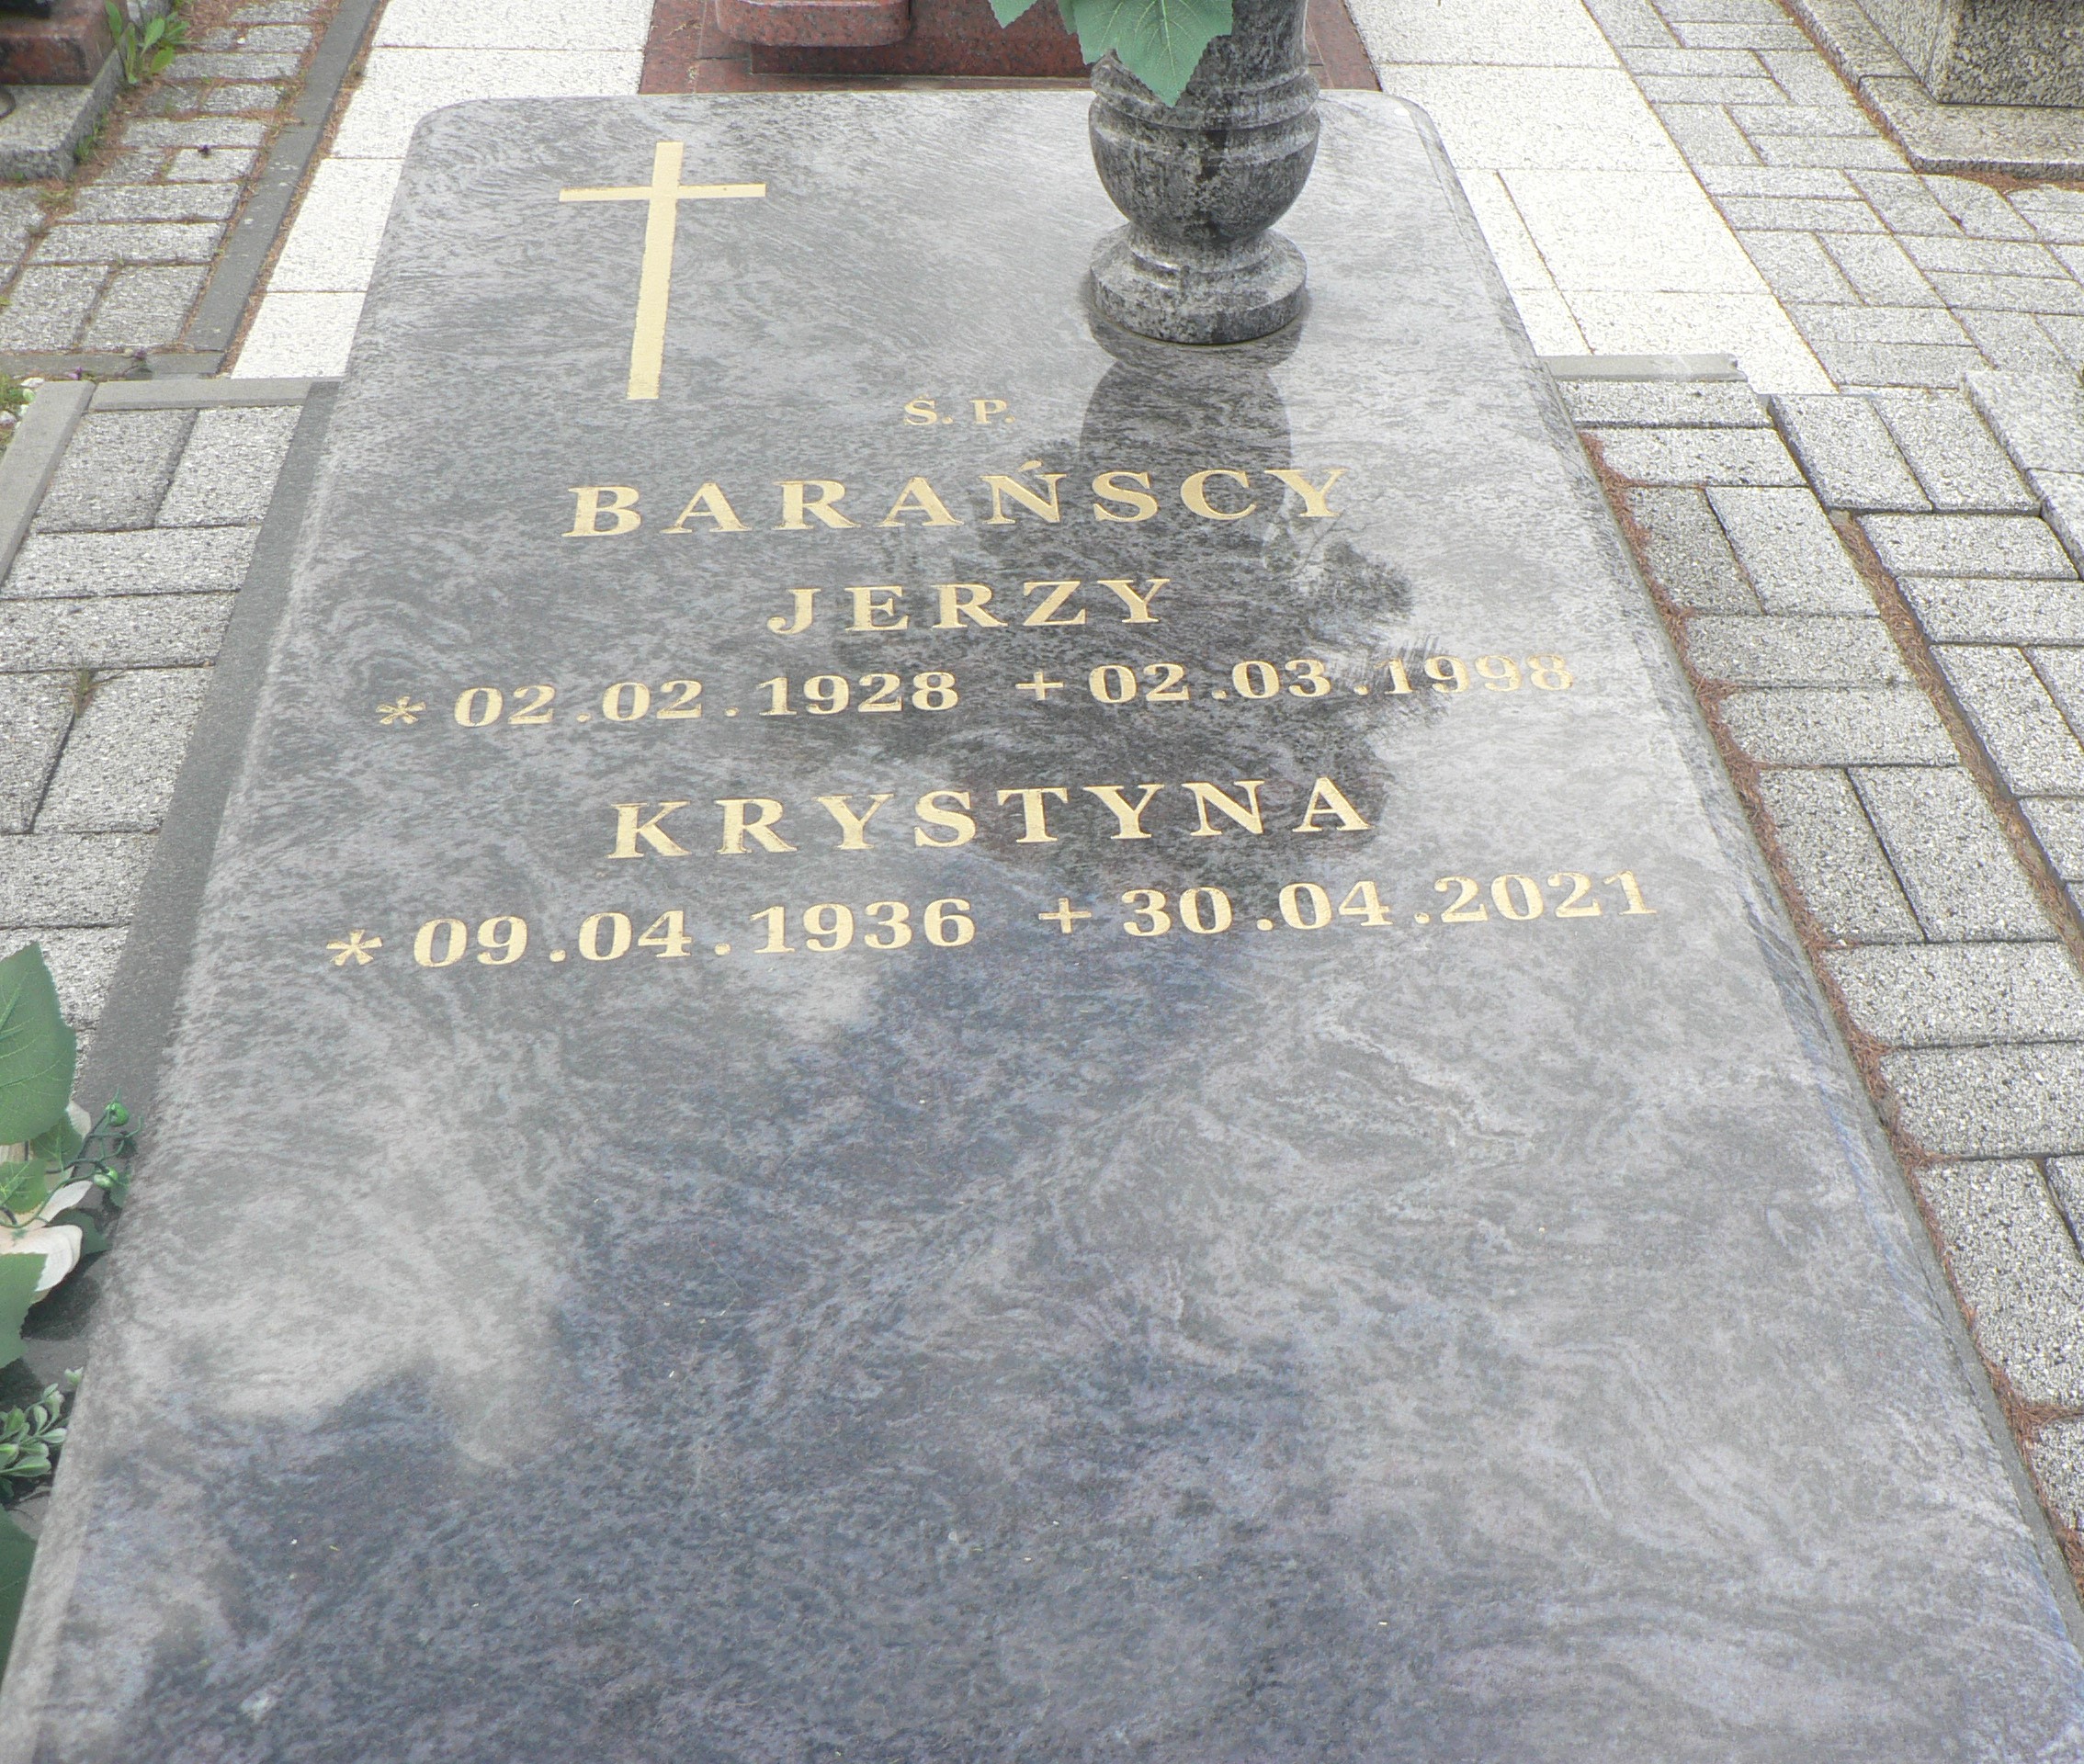 Ś.P.
BARAŃSCY
JERZY
* 02.02.1928 + 02.03.1998
KRYSTYNA
* 09.04.1936 + 30.04.2021